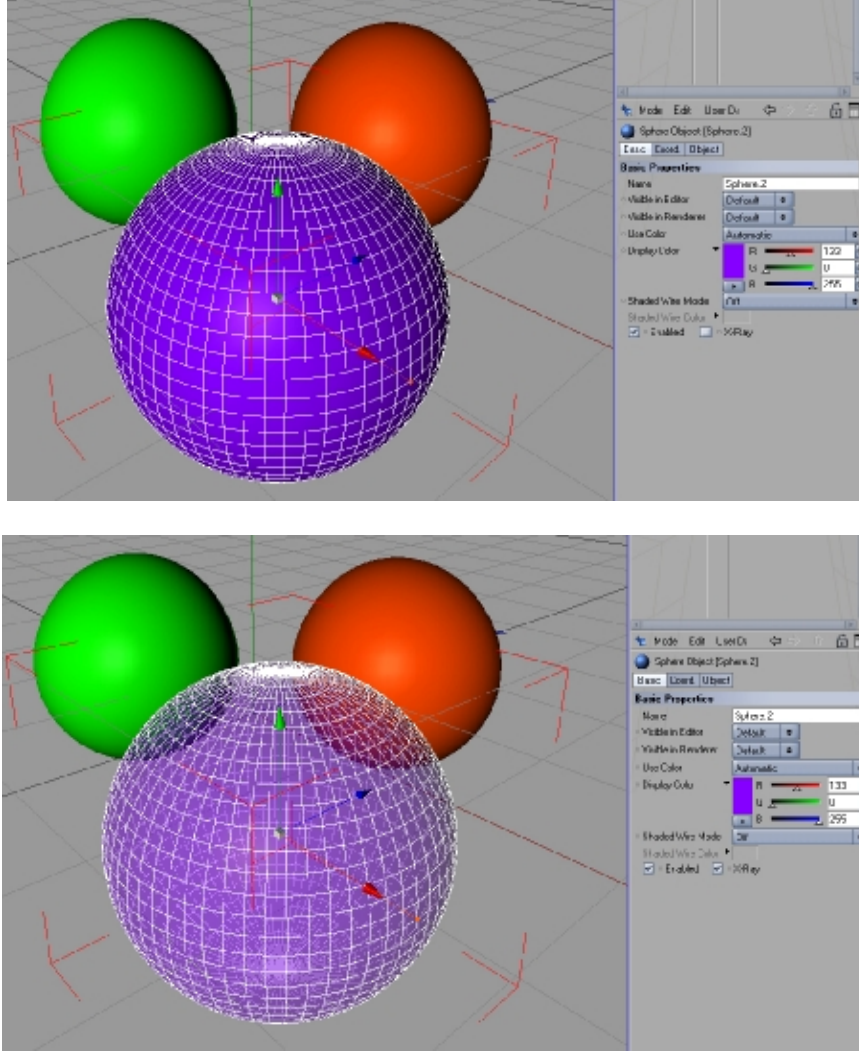 Mode Edit User Da
Sphere Object [Sphere.2]
Basic Coord. Object
Basic Properties
Name Sphere.2
Visible in Editor Default
Visible in Renderer Default
Use Color Automatic
Display Color R 133
G 0
B 255
Shaded Wire Mode Off
Shaded Wire Color
Enabled X-Ray
Mode Edit User Da
Sphere Object [Sphere.2]
Basic Coord. Object
Basic Properties
Name Sphere.2
Visible in Editor Default
Visible in Renderer Default
Use Color Automatic
Display Color R 133
G 0
B 255
Shaded Wire Mode Off
Shaded Wire Color
Enabled X-Ray